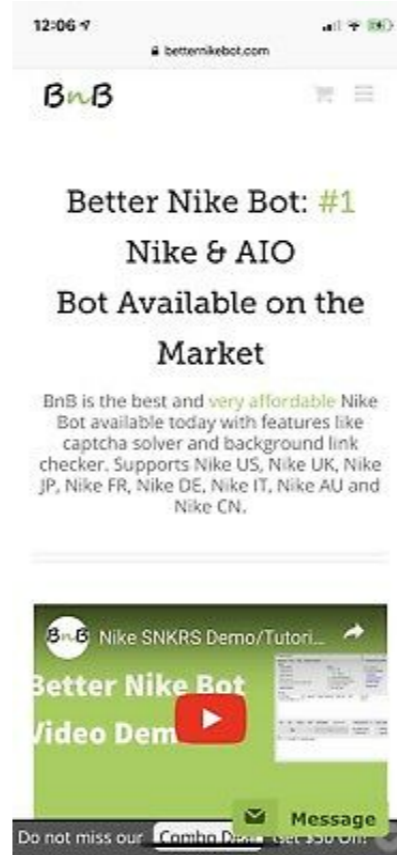 12:06
betternikebot.com
BnB
Better Nike Bot: #1
Nike & AIO
Bot Available on the
Market
BnB is the best and very affordable Nike
Bot available today with features like
captcha solver and background link
checker. Supports Nike US, Nike UK, Nike
JP, Nike FR, Nike DE, Nike IT, Nike AU and
Nike CN.
BnB Nike SNKRS Demo/Tutori...
Better Nike Bot
Video Dem
Message
Do not miss our Combo Get $50 Off!